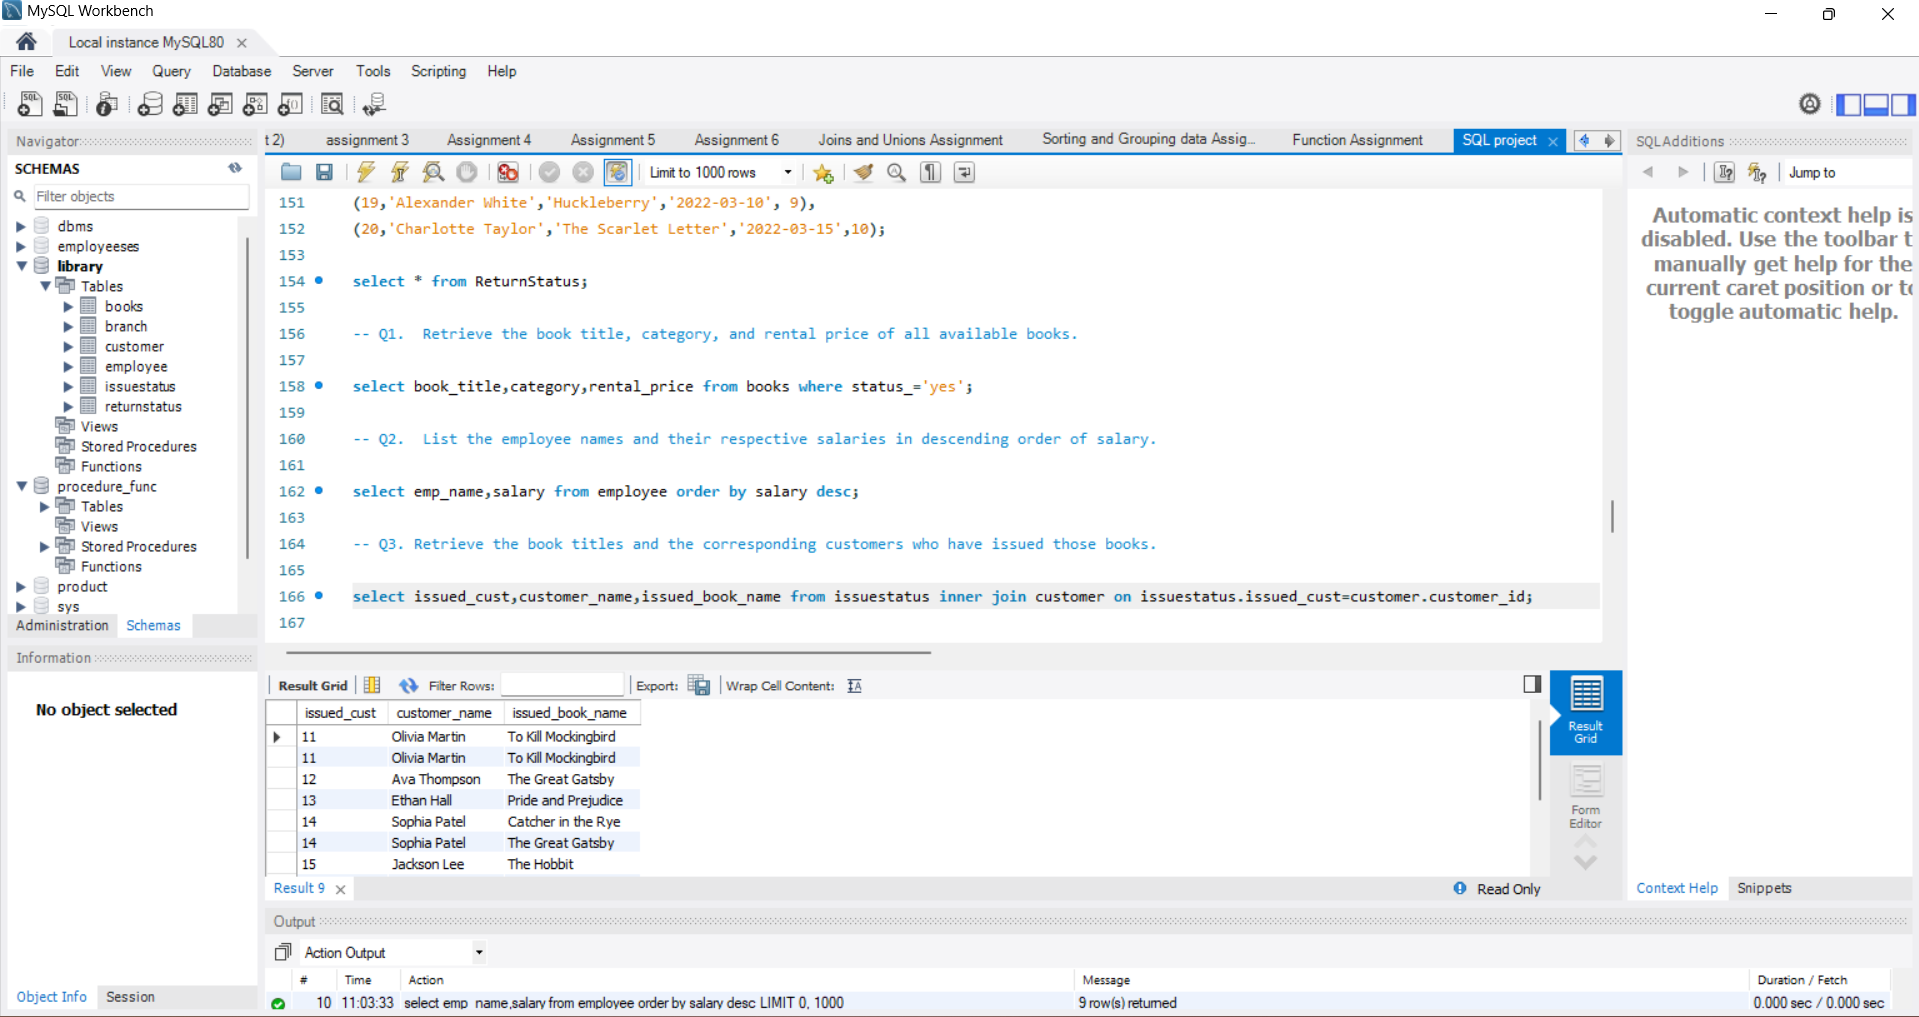 MySQL Workbench
Local instance MySQL80
File Edit View Query Database Server Tools Scripting Help
Navigator
SCHEMAS
Filter objects
dbms
employeeses
library
Tables
books
branch
customer
employee
issuestatus
returnstatus
Views
Stored Procedures
Functions
procedure_func
Tables
Views
Stored Procedures
Functions
product
sys
Administration Schemas
Information
No object selected
Object Info Session
t 2) assignment 3 Assignment 4 Assignment 5 Assignment 6 Joins and Unions Assignment Sorting and Grouping data Assig... Function Assignment SQL project
Limit to 1000 rows
151 (19,'Alexander White','Huckleberry','2022-03-10', 9),
152 (20,'Charlotte Taylor','The Scarlet Letter','2022-03-15',10);
153
154 select * from ReturnStatus;
155
156 -- Q1. Retrieve the book title, category, and rental price of all available books.
157
158 select book_title,category,rental_price from books where status_='yes';
159
160 -- Q2. List the employee names and their respective salaries in descending order of salary.
161
162 select emp_name,salary from employee order by salary desc;
163
164 -- Q3. Retrieve the book titles and the corresponding customers who have issued those books.
165
166 select issued_cust,customer_name,issued_book_name from issuestatus inner join customer on issuestatus.issued_cust=customer.customer_id;
167
Result Grid Filter Rows: Export: Wrap Cell Content:
issued_cust customer_name issued_book_name
11 Olivia Martin To Kill Mockingbird
11 Olivia Martin To Kill Mockingbird
12 Ava Thompson The Great Gatsby
13 Ethan Hall Pride and Prejudice
14 Sophia Patel Catcher in the Rye
14 Sophia Patel The Great Gatsby
15 Jackson Lee The Hobbit
Result Grid
Form Editor
Result 9
Read Only
SQLAdditions
Jump to
Automatic context help is
disabled. Use the toolbar t
manually get help for the
current caret position or to
toggle automatic help.
Context Help Snippets
Output
Action Output
# Time Action Message Duration / Fetch
10 11:03:33 select emp_name,salary from employee order by salary desc LIMIT 0, 1000 9 row(s) returned 0.000 sec / 0.000 sec